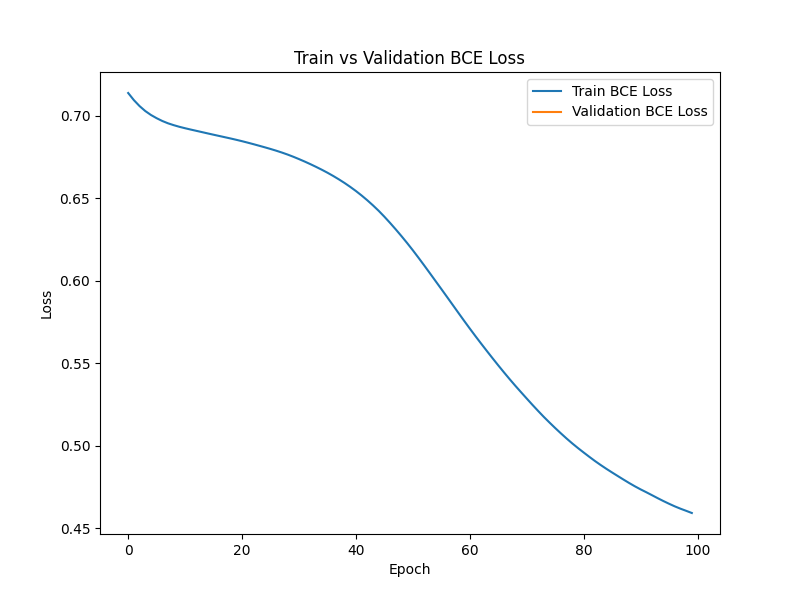 Train vs Validation BCE Loss
Train BCE Loss
Validation BCE Loss
Loss
0.70
0.65
0.60
0.55
0.50
0.45
0 20 40 60 80 100
Epoch